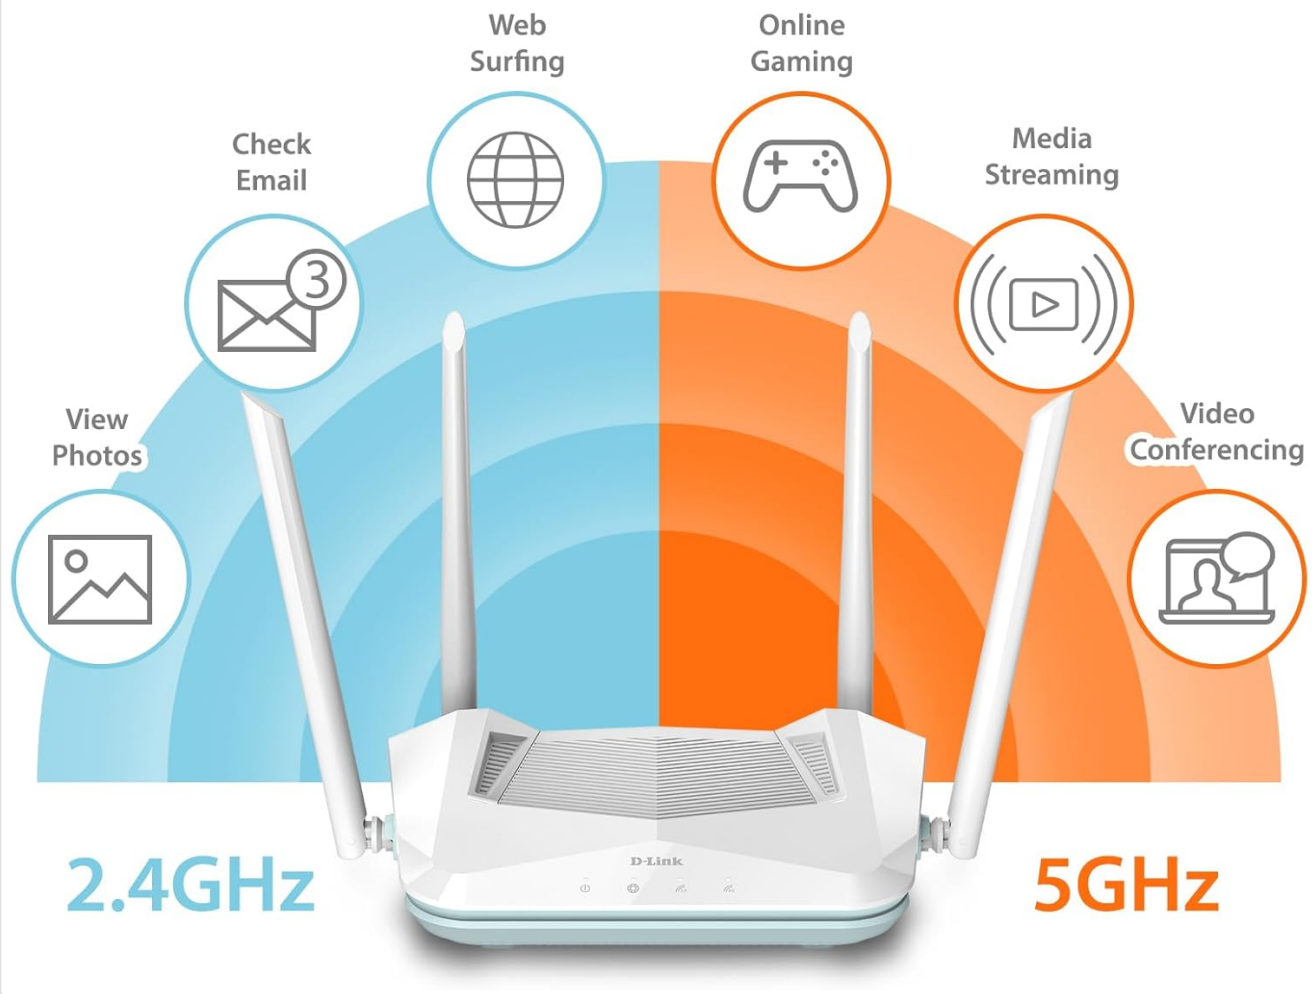 Web
Surfing
Online
Gaming
Check
Email
Media
Streaming
View
Photos
Video
Conferencing
3
D-Link
2.4GHz
5GHz